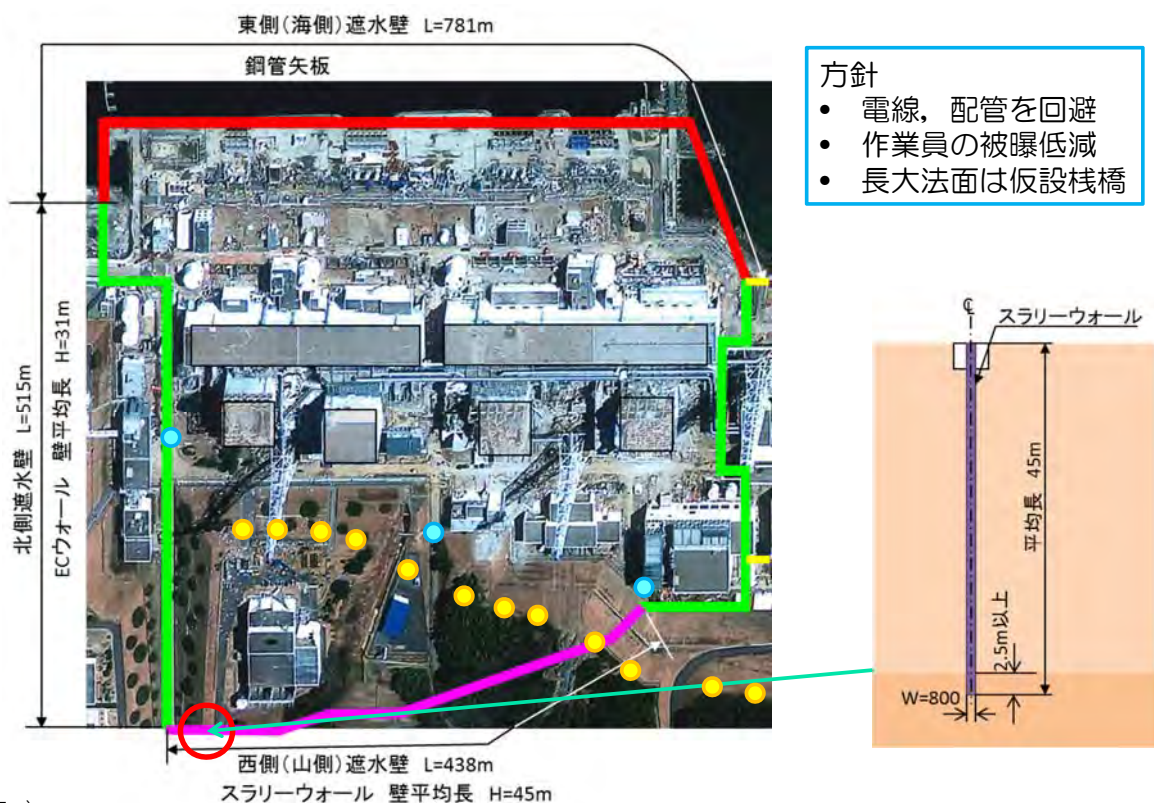 東側(海側)遮水壁 L=781m
鋼管矢板
方針
• 電線,配管を回避
• 作業員の被曝低減
• 長大法面は仮設桟橋
北側遮水壁 L=515m
ECウォール 壁平均長 H=31m
℄
スラリーウォール
平均長 45m
2.5m以上
W=800
西側(山側)遮水壁 L=438m
スラリーウォール 壁平均長 H=45m